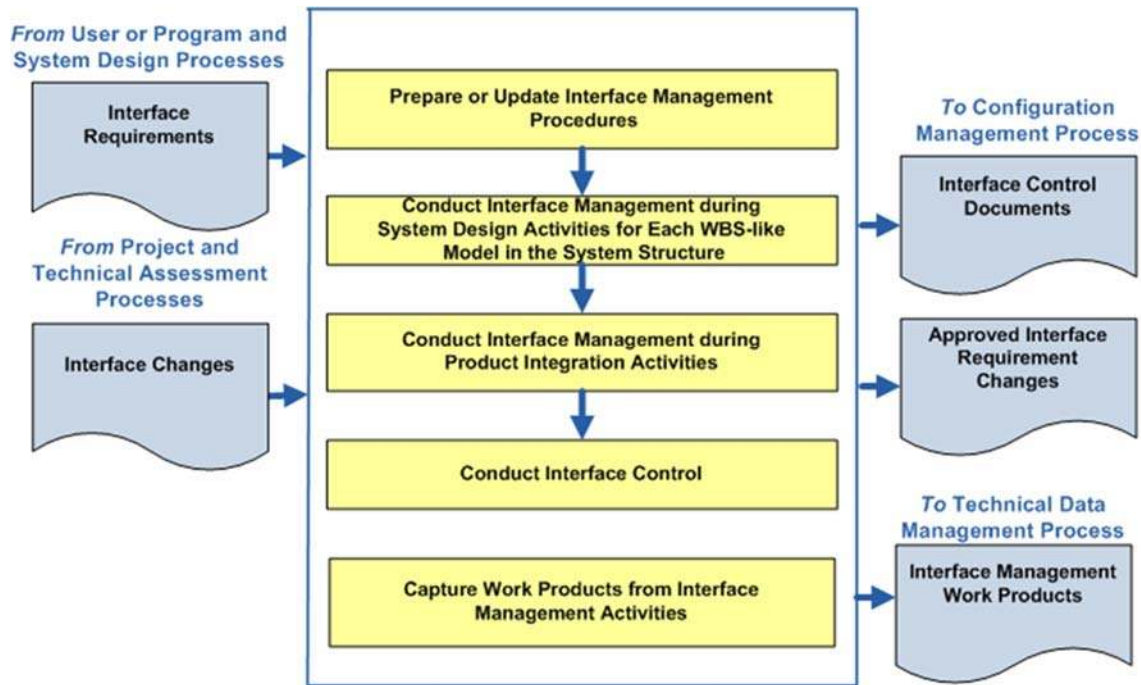 From User or Program and
System Design Processes
Interface
Requirements
From Project and
Technical Assessment
Processes
Interface Changes
Prepare or Update Interface Management
Procedures
Conduct Interface Management during
System Design Activities for Each WBS-like
Model in the System Structure
Conduct Interface Management during
Product Integration Activities
Conduct Interface Control
Capture Work Products from Interface
Management Activities
To Configuration
Management Process
Interface Control
Documents
Approved Interface
Requirement
Changes
To Technical Data
Management Process
Interface Management
Work Products